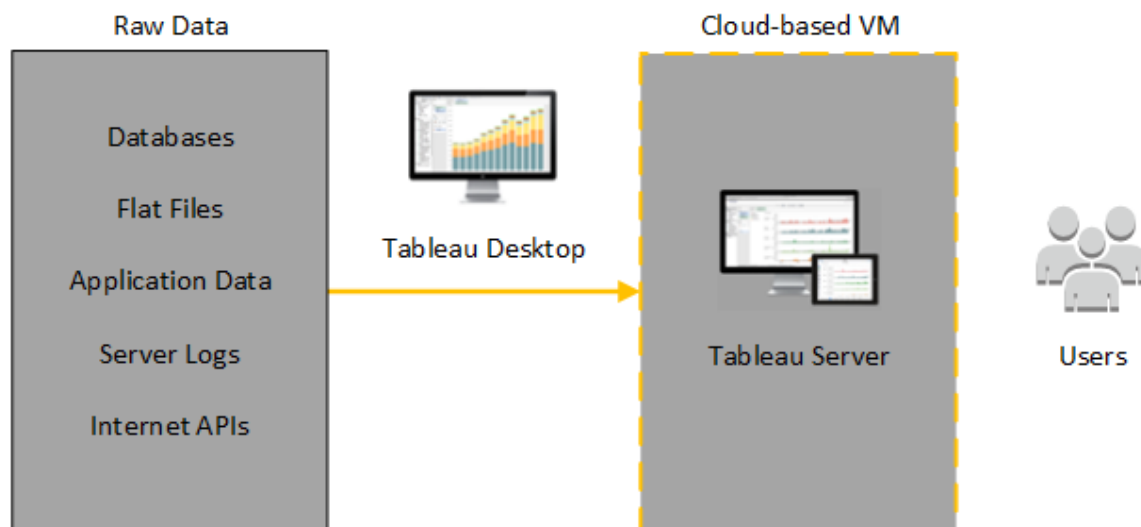 Raw Data
Cloud-based VM
Databases
Flat Files
Application Data
Server Logs
Internet APIs
Tableau Desktop
Tableau Server
Users